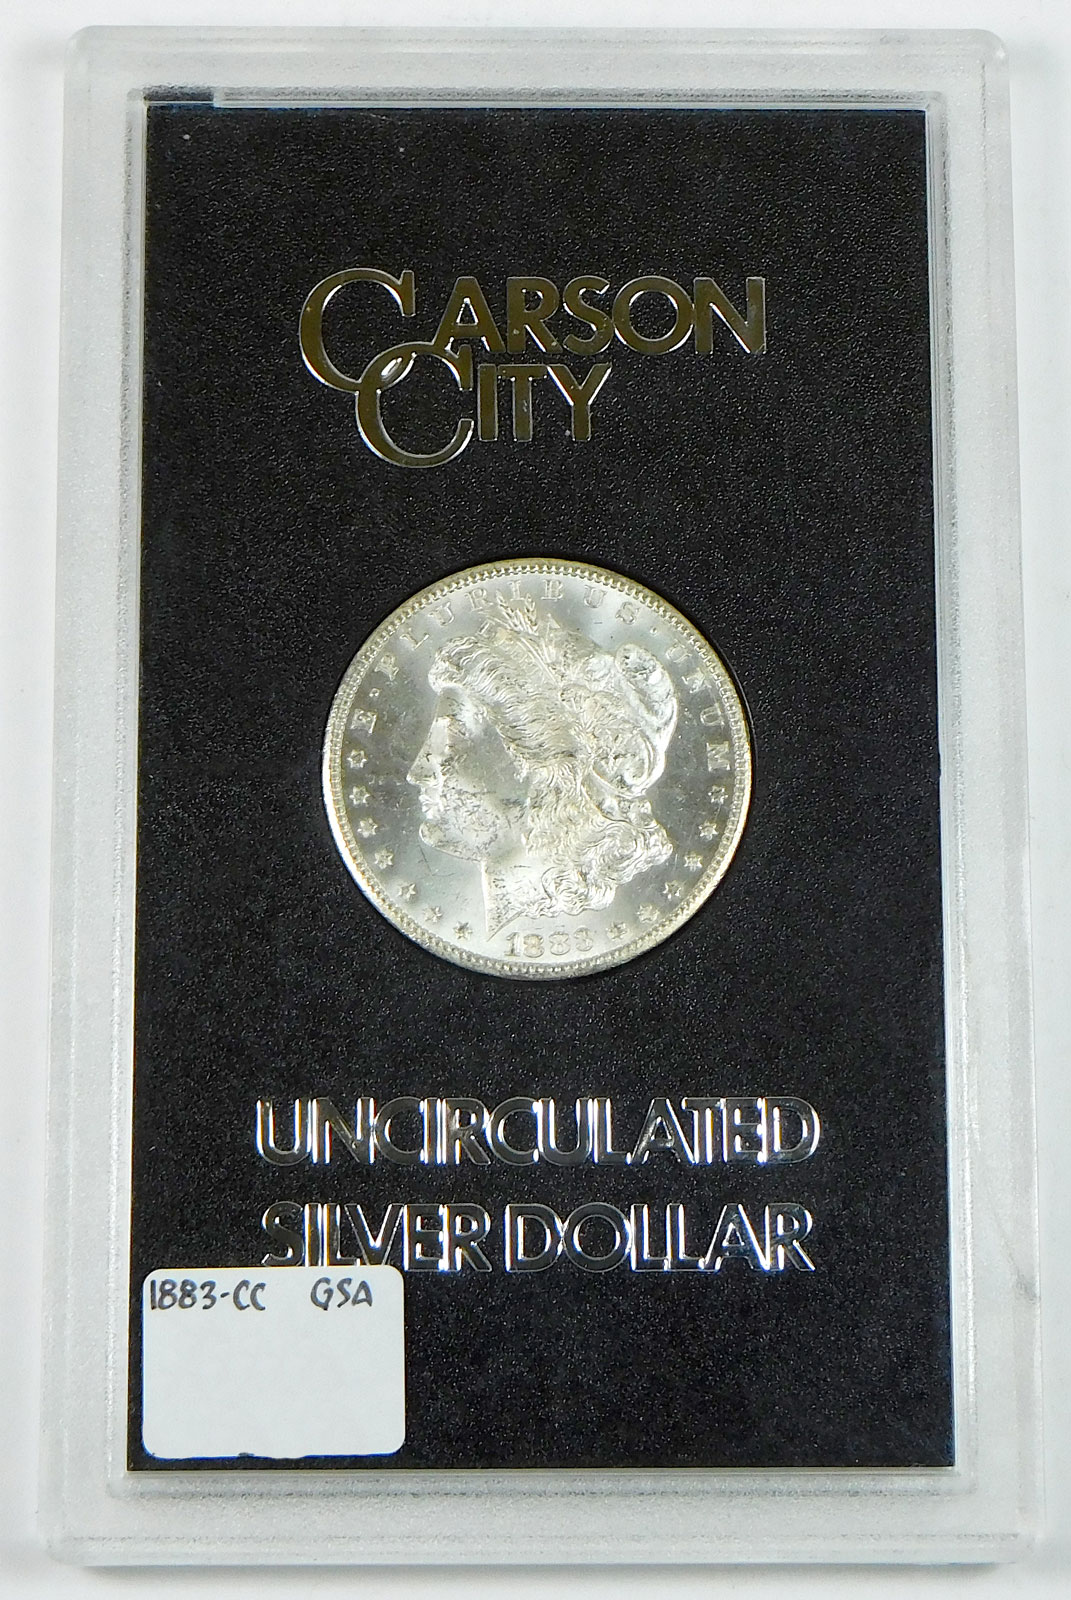 CARSON
CITY
E·PLURIBUS·UNUM
1883
UNCIRCULATED
SILVER DOLLAR
1883-CC GSA